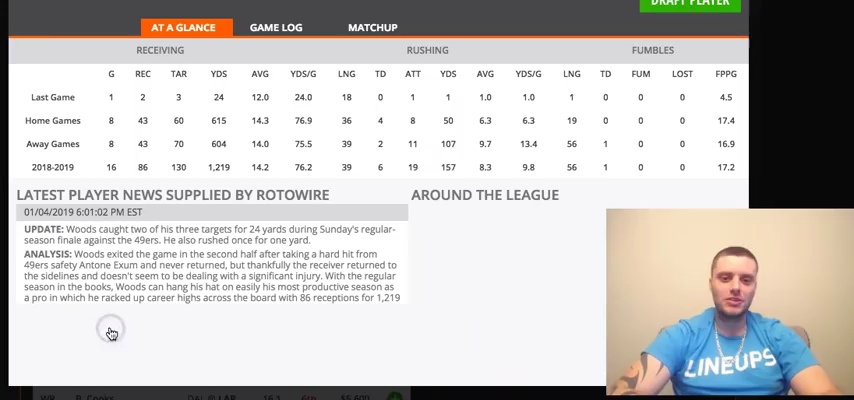 DRAFT PLAYER
AT A GLANCE GAME LOG MATCHUP
RECEIVING RUSHING FUMBLES
G REC TAR YDS AVG YDS/G LNG TD ATT YDS AVG YDS/G LNG TD FUM LOST FPPG
Last Game 1 2 3 24 12.0 24.0 18 0 1 1 1.0 1.0 1 0 0 0 4.5
Home Games 8 43 60 615 14.3 76.9 36 4 8 50 6.3 6.3 19 0 0 0 17.4
Away Games 8 43 70 604 14.0 75.5 39 2 11 107 9.7 13.4 56 1 0 0 16.9
2018-2019 16 86 130 1,219 14.2 76.2 39 6 19 157 8.3 9.8 56 1 0 0 17.2
LATEST PLAYER NEWS SUPPLIED BY ROTOWIRE
AROUND THE LEAGUE
01/04/2019 6:01:02 PM EST
UPDATE: Woods caught two of his three targets for 24 yards during Sunday's regular-
season finale against the 49ers. He also rushed once for one yard.
ANALYSIS: Woods exited the game in the second half after taking a hard hit from
49ers safety Antone Exum and never returned, but thankfully the receiver returned to
the sidelines and doesn't seem to be dealing with a significant injury. With the regular
season in the books, Woods can hang his hat on easily his most productive season as
a pro in which he racked up career highs across the board with 86 receptions for 1,219
LINEUPS
WR B. Cooks DAL @ LAR 16.1 6th $5,600